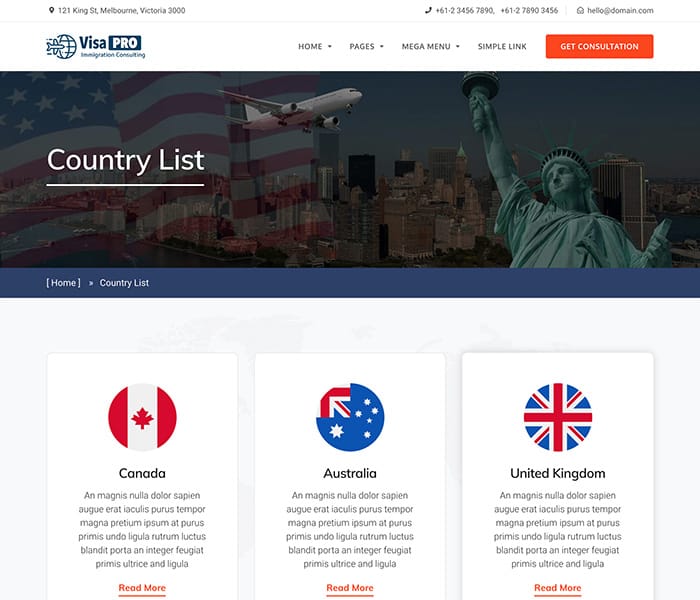 121 King St, Melbourne, Victoria 3000
+61-2 3456 7890, +61-2 7890 3456
hello@domain.com
Visa PRO
Immigration Consulting
HOME PAGES MEGA MENU SIMPLE LINK GET CONSULTATION
Country List
[ Home ] » Country List
Canada
An magnis nulla dolor sapien
augue erat iaculis purus tempor
magna pretium ipsum at purus
primis undo ligula rutrum luctus
blandit porta an integer feugiat
primis ultrice and ligula
Read More
Australia
An magnis nulla dolor sapien
augue erat iaculis purus tempor
magna pretium ipsum at purus
primis undo ligula rutrum luctus
blandit porta an integer feugiat
primis ultrice and ligula
Read More
United Kingdom
An magnis nulla dolor sapien
augue erat iaculis purus tempor
magna pretium ipsum at purus
primis undo ligula rutrum luctus
blandit porta an integer feugiat
primis ultrice and ligula
Read More